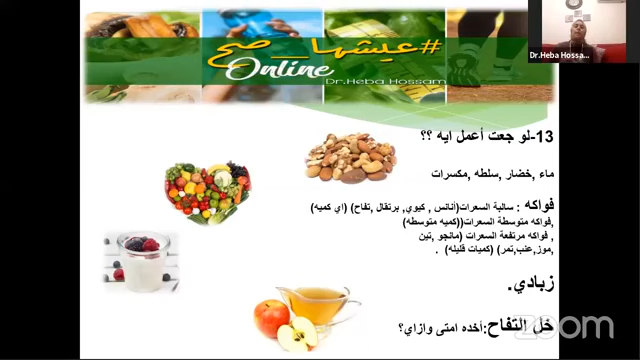 #عيشها_صح
Online
Dr.Heba Hossam
Dr.Heba Hossa...
13-لو جعت أعمل ايه ؟؟
ماء ,خضار ,سلطه ,مكسرات
فواكه : سالبة السعرات(أناناس , كيوي, برتقال ,تفاح) (اي كميه)
,فواكه متوسطة السعرات((كميه متوسطه)
, فواكه مرتفعة السعرات (مانجو ,تين
,موز,عنب,تمر) (كميات قليله) .
زبادي.
خل التفاح:أخده امتى وازاي؟
zoom